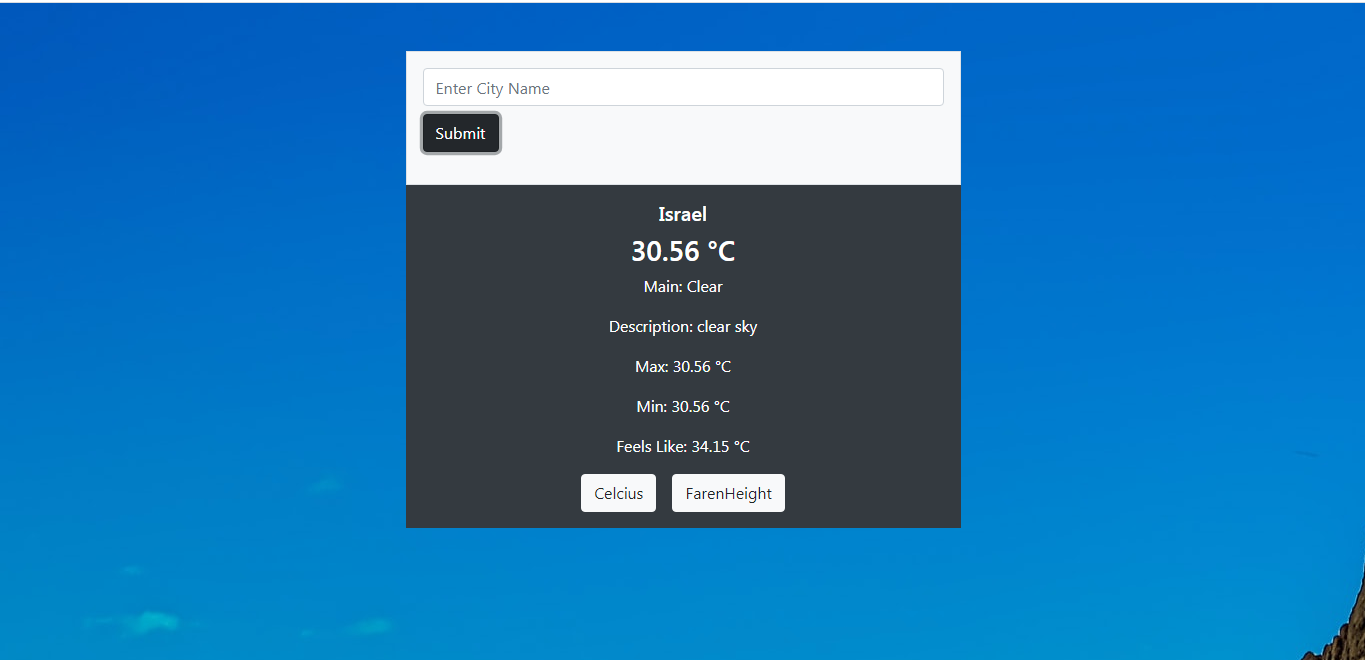 Enter City Name
Submit
Israel
30.56 °C
Main: Clear
Description: clear sky
Max: 30.56 °C
Min: 30.56 °C
Feels Like: 34.15 °C
Celcius FarenHeight